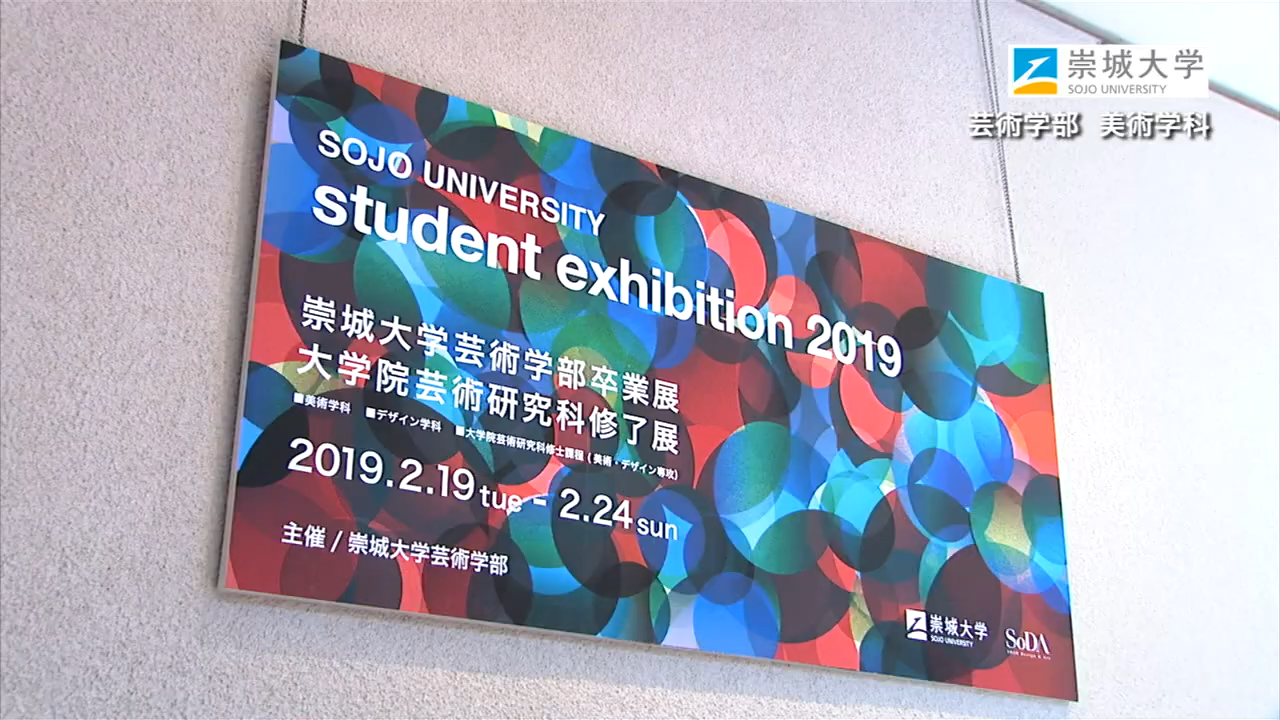 崇城大学
SOJO UNIVERSITY
芸術学部 美術学科
SOJO UNIVERSITY
student exhibition 2019
崇城大学芸術学部卒業展
大学院芸術研究科修了展
■美術学科 ■デザイン学科 ■大学院芸術研究科修士課程(美術・デザイン専攻)
2019.2.19 tue - 2.24 sun
主催 / 崇城大学芸術学部
崇城大学
SOJO UNIVERSITY
SoDA